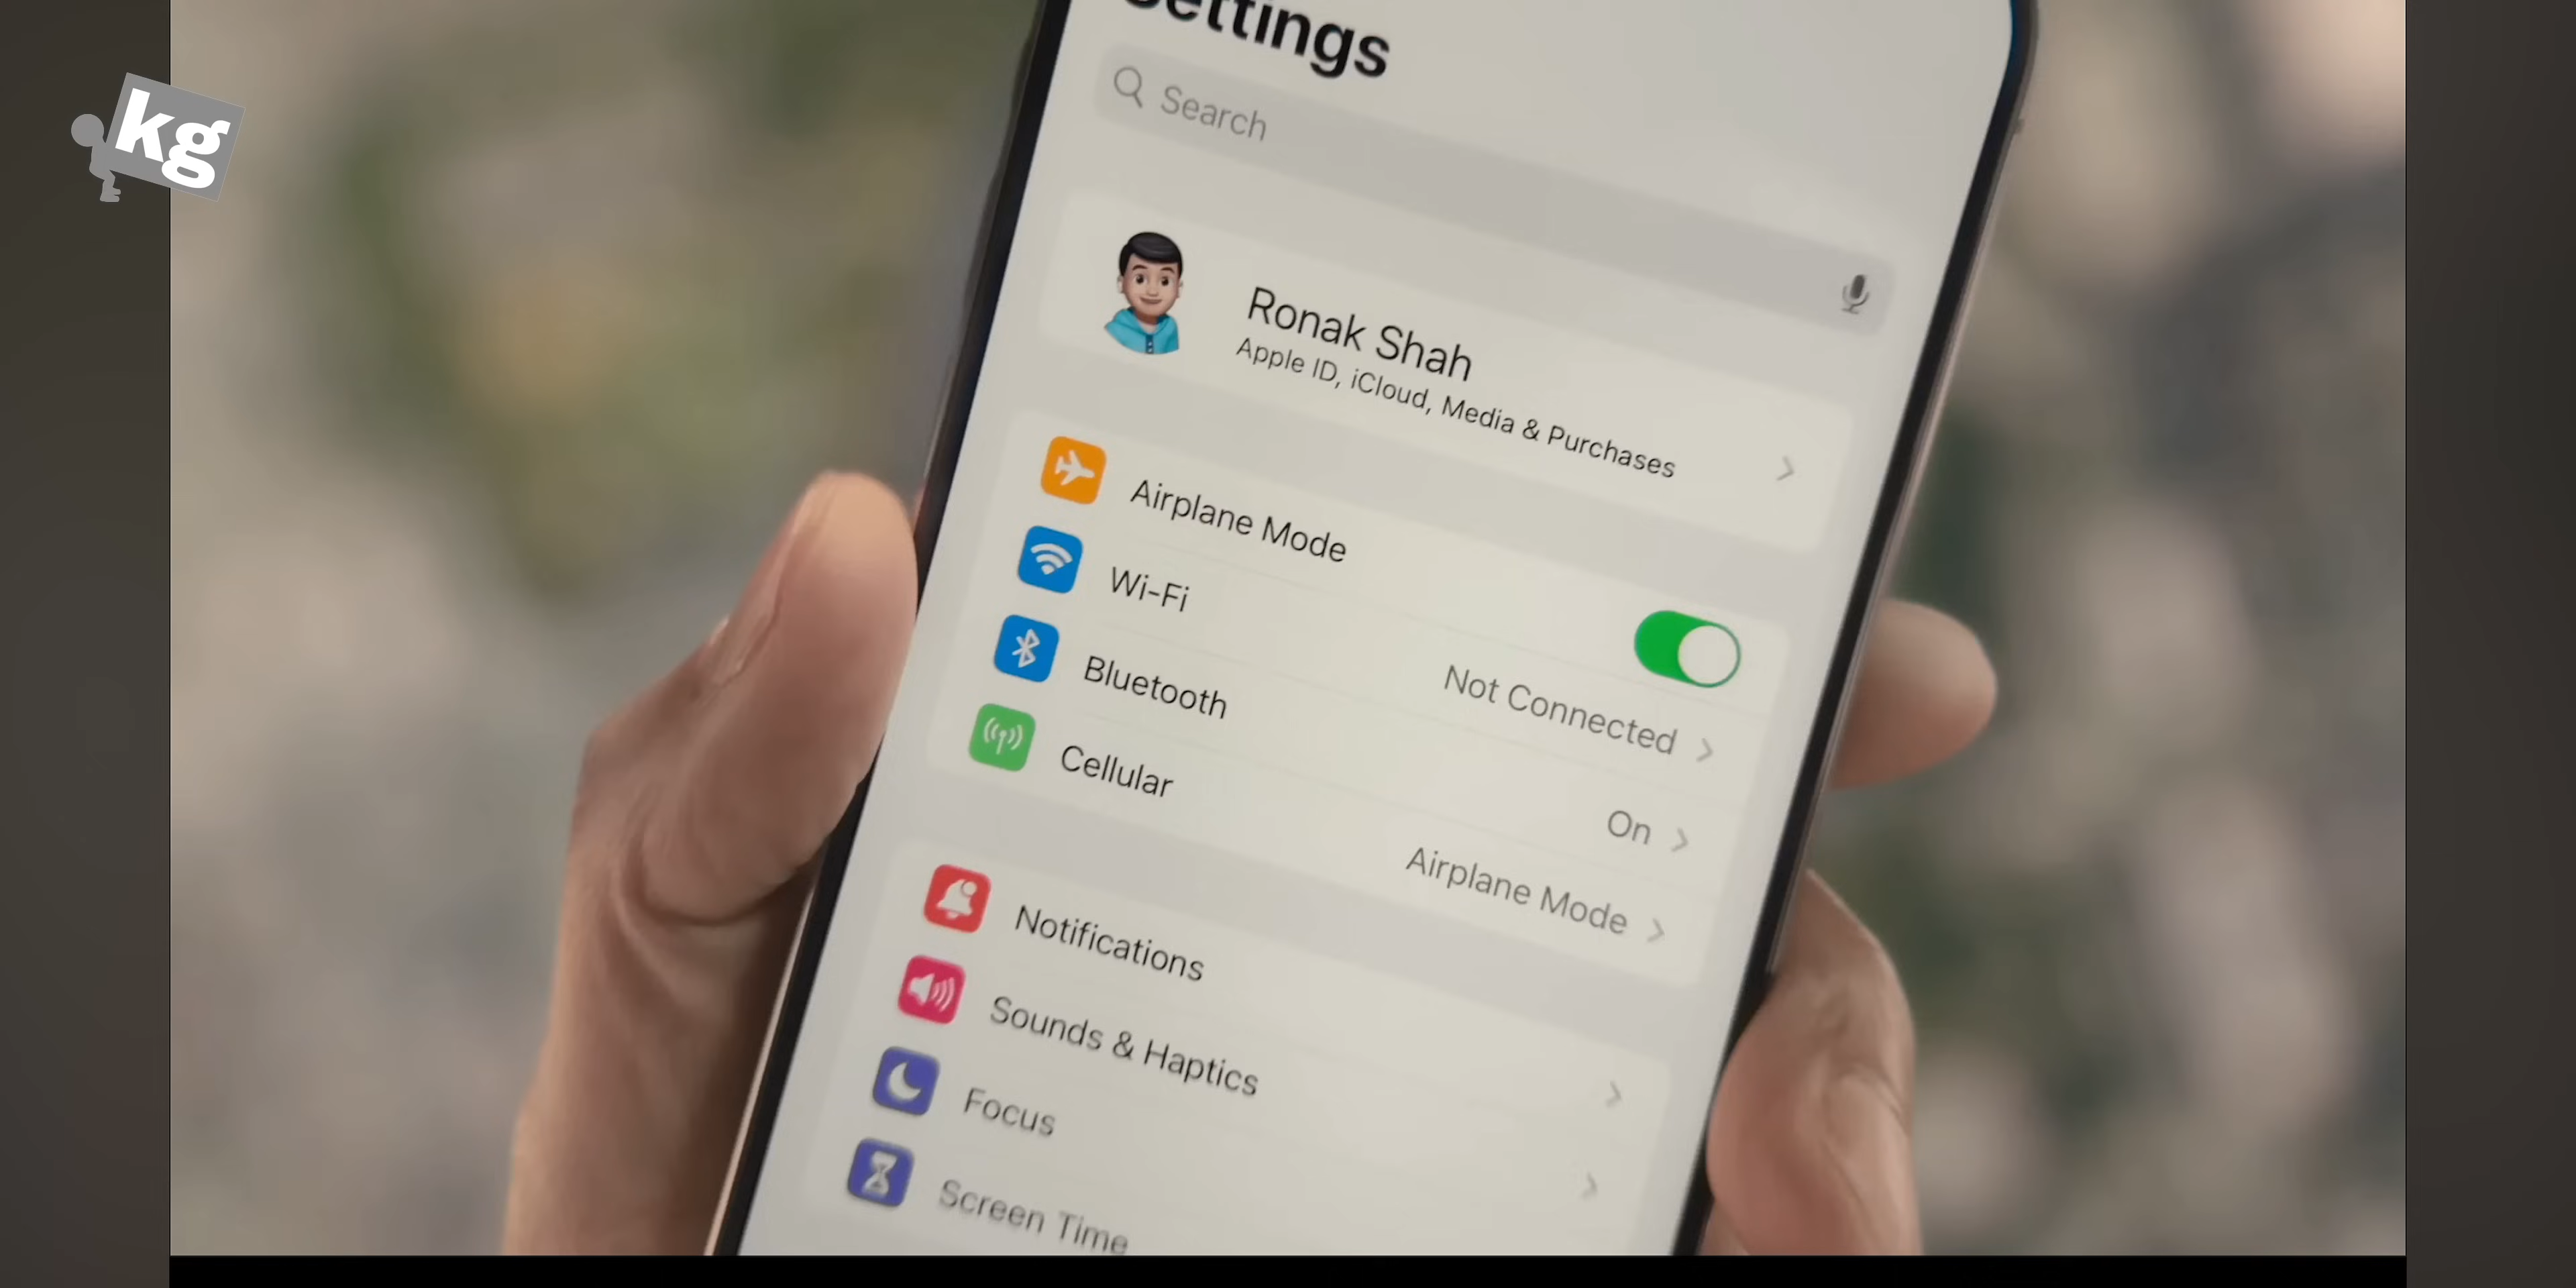 kg
Settings
Search
Ronak Shah
Apple ID, iCloud, Media & Purchases
Airplane Mode
Wi-Fi
Not Connected
Bluetooth
On
Cellular
Airplane Mode
Notifications
Sounds & Haptics
Focus
Screen Time